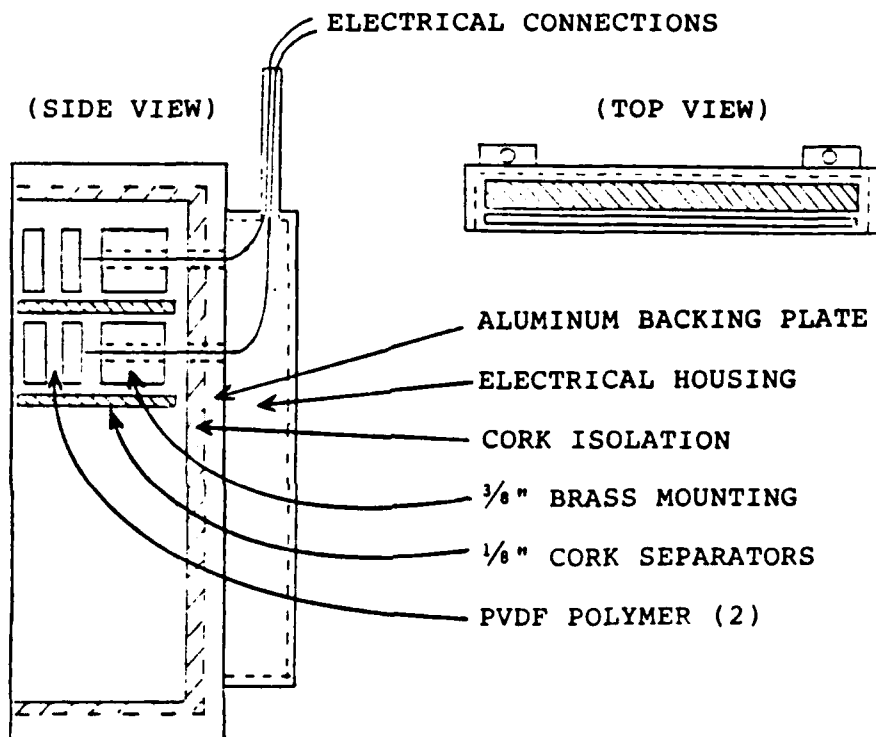 ELECTRICAL CONNECTIONS
(SIDE VIEW)
(TOP VIEW)
ALUMINUM BACKING PLATE
ELECTRICAL HOUSING
CORK ISOLATION
3/8" BRASS MOUNTING
1/8" CORK SEPARATORS
PVDF POLYMER (2)